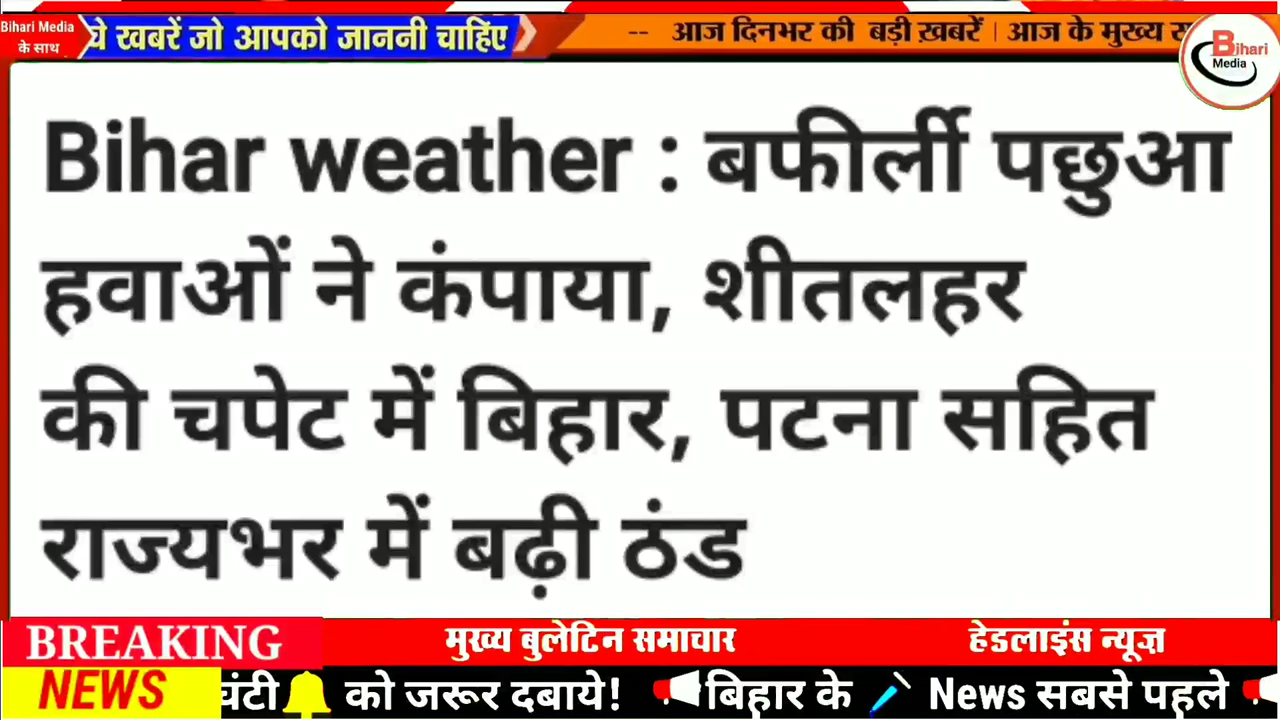 Bihari Media
के साथ
ये खबरें जो आपको जाननी चाहिए
-- आज दिनभर की बड़ी ख़बरें | आज के मुख्य
Bihari
Media
Bihar weather : बफीर्ली पछुआ
हवाओं ने कंपाया, शीतलहर
की चपेट में बिहार, पटना सहित
राज्यभर में बढ़ी ठंड
BREAKING
NEWS
मुख्य बुलेटिन समाचार
हेडलाइंस न्यूज़
घंटी को जरूर दबाये! बिहार के News सबसे पहले